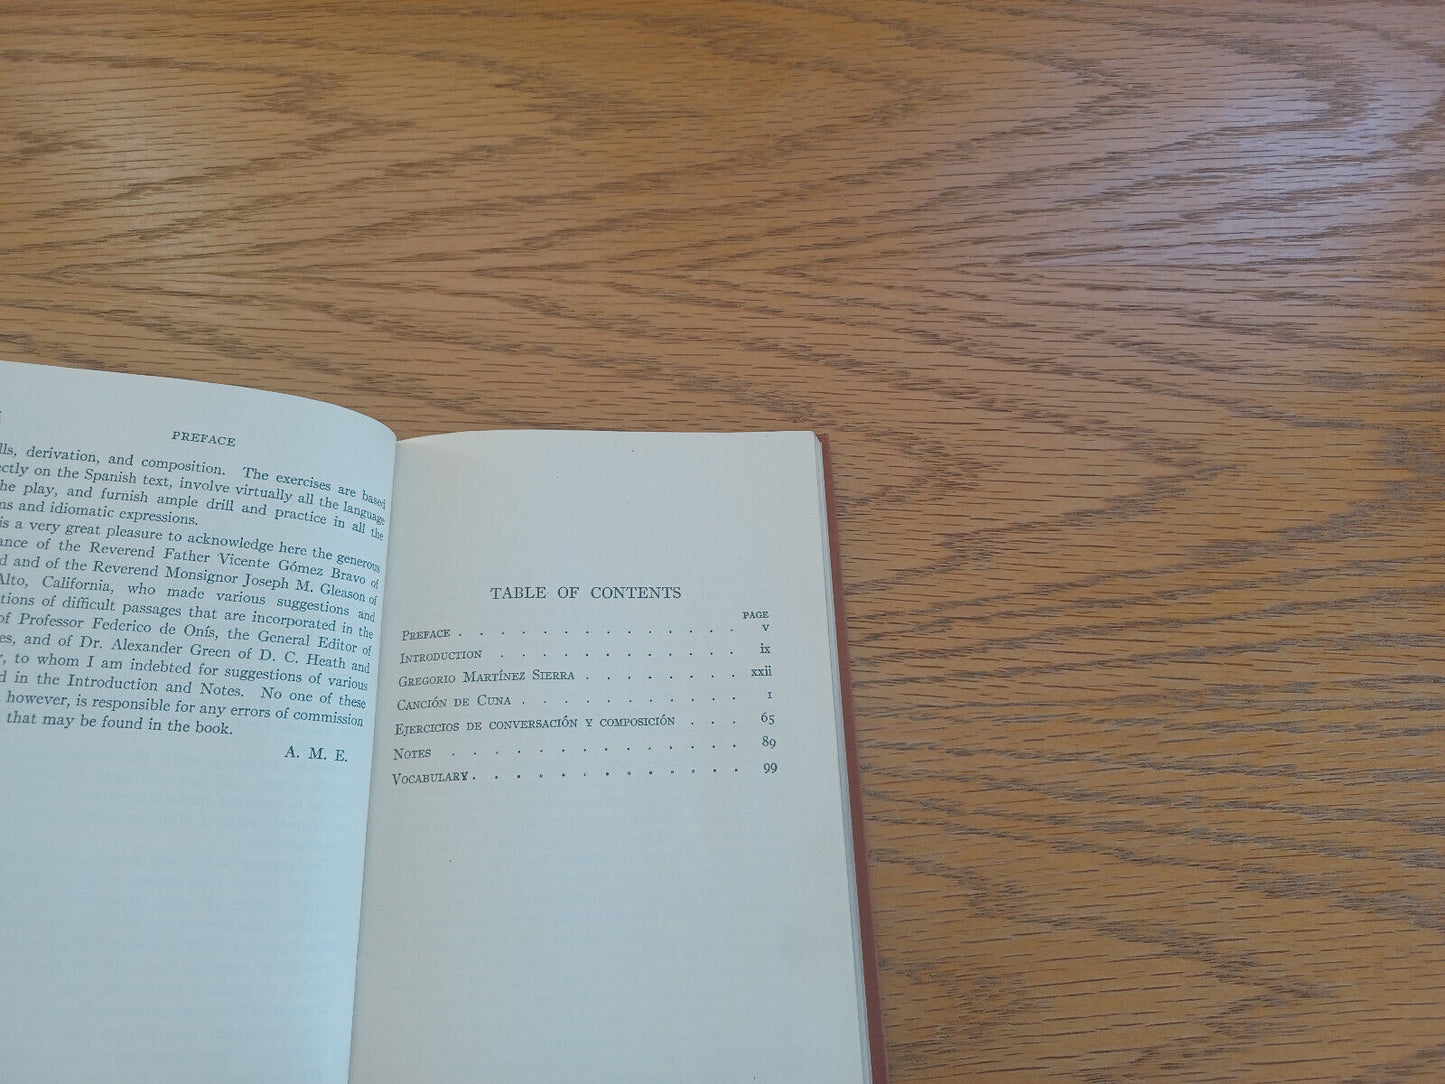 PREFACE
derivation, and composition. The exercises are based
on the Spanish text, involve virtually all the language
play, and furnish ample drill and practice in all the
and idiomatic expressions.
is a very great pleasure to acknowledge here the generous
of the Reverend Father Vicente Gómez Bravo of
and of the Reverend Monsignor Joseph M. Gleason of
Alto, California, who made various suggestions and
of difficult passages that are incorporated in the
of Professor Federico de Onís, the General Editor of
and of Dr. Alexander Green of D. C. Heath and
to whom I am indebted for suggestions of various
in the Introduction and Notes. No one of these
however, is responsible for any errors of commission
that may be found in the book.
A. M. E.
TABLE OF CONTENTS
PAGE
PREFACE . . . . . . . . . . . . . v
INTRODUCTION . . . . . . . . . . . ix
GREGORIO MARTÍNEZ SIERRA . . . . . . . xxii
CANCIÓN DE CUNA . . . . . . . . . . 1
EJERCICIOS DE CONVERSACIÓN Y COMPOSICIÓN . . . 65
NOTES . . . . . . . . . . . . . . 89
VOCABULARY . . . . . . . . . . . . . 99